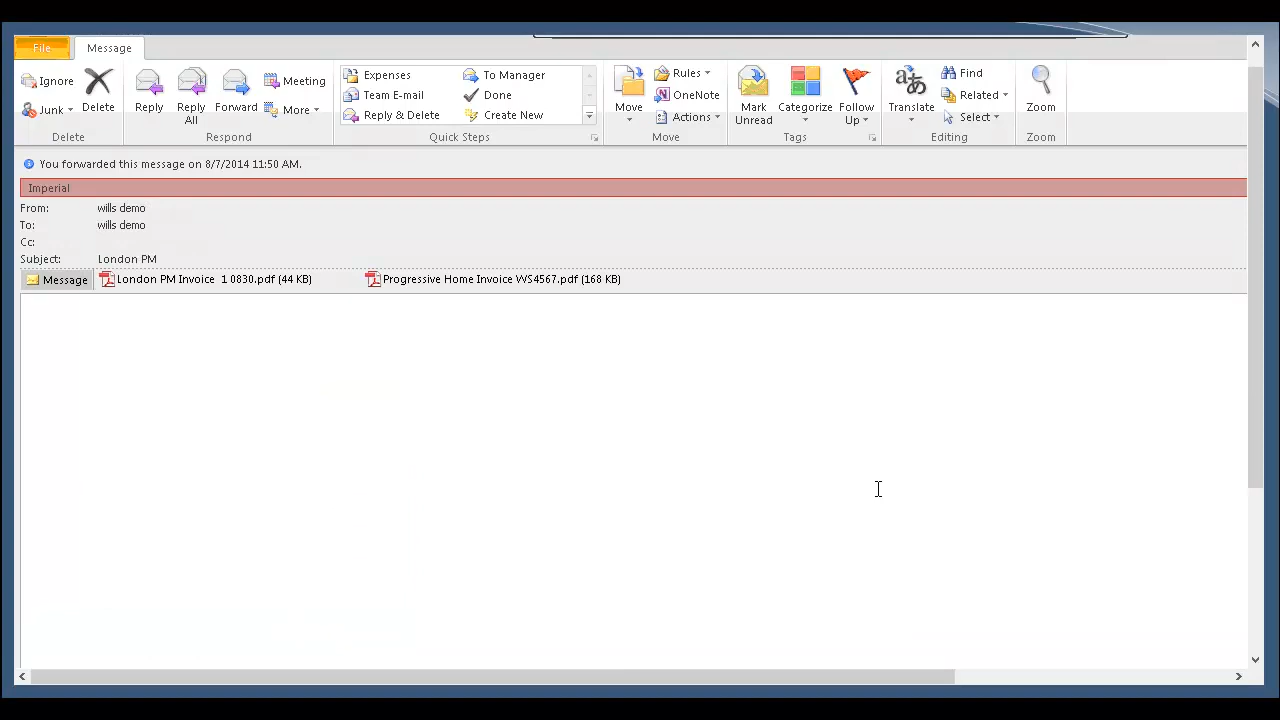 File Message
Ignore Junk Delete
Delete
Reply Reply All Forward Meeting More
Respond
Expenses To Manager
Team E-mail Done
Reply & Delete Create New
Quick Steps
Move Rules OneNote Actions
Move
Mark Unread Categorize Follow Up
Tags
Translate Find Related Select
Editing
Zoom
Zoom
You forwarded this message on 8/7/2014 11:50 AM.
Imperial
From: wills demo
To: wills demo
Cc:
Subject: London PM
Message London PM Invoice 1 0830.pdf (44 KB) Progressive Home Invoice WS4567.pdf (168 KB)